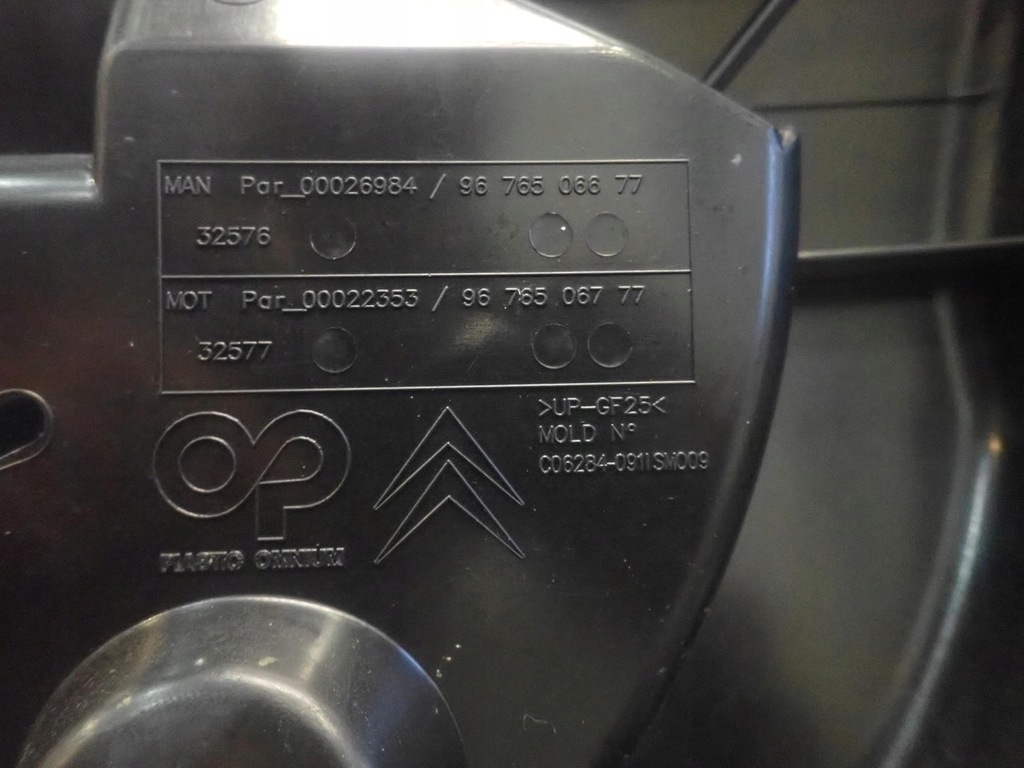 MAN Par_00026984 / 96 765 066 77
32576
MOT Par_00022353 / 96 765 067 77
32577
>UP-GF25<
MOLD N°
C06284-0911SM009
OP
PLASTIC OMNIUM